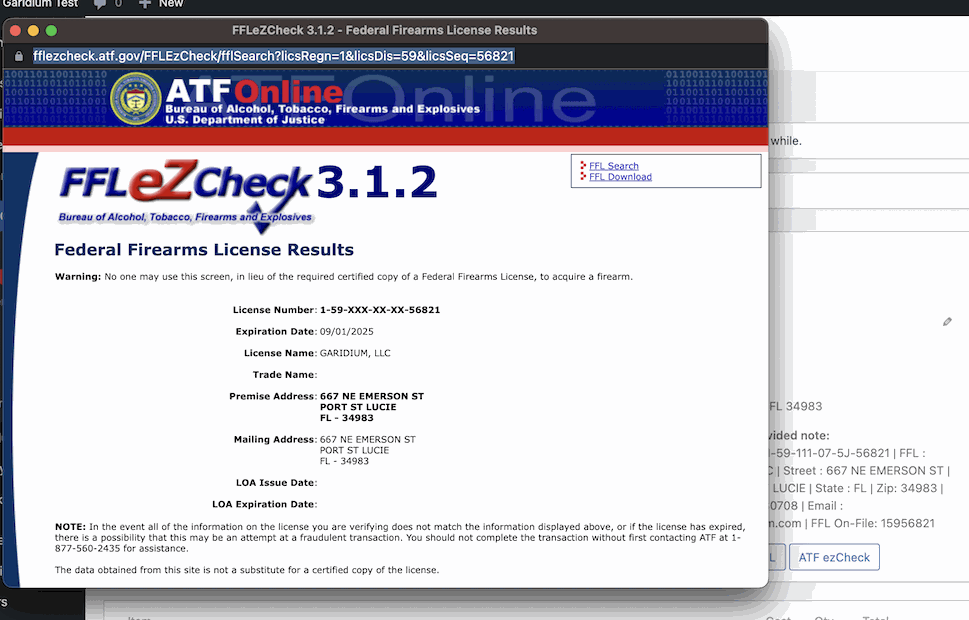 Garidium Test 0 New
FFLeZCheck 3.1.2 - Federal Firearms License Results
fflezcheck.atf.gov/FFLEzCheck/fflSearch?licsRegn=1&licsDis=59&licsSeq=56821
ATFOnline
Online
Bureau of Alcohol, Tobacco, Firearms and Explosives
U.S. Department of Justice
while.
FFLeZCheck 3.1.2
Bureau of Alcohol, Tobacco, Firearms and Explosives
FFL Search
FFL Download
Federal Firearms License Results
Warning: No one may use this screen, in lieu of the required certified copy of a Federal Firearms License, to acquire a firearm.
License Number: 1-59-XXX-XX-XX-56821
Expiration Date: 09/01/2025
License Name: GARIDIUM, LLC
Trade Name:
Premise Address: 667 NE EMERSON ST
PORT ST LUCIE
FL - 34983
Mailing Address: 667 NE EMERSON ST
PORT ST LUCIE
FL - 34983
LOA Issue Date:
LOA Expiration Date:
NOTE: In the event all of the information on the license you are verifying does not match the information displayed above, or if the license has expired,
there is a possibility that this may be an attempt at a fraudulent transaction. You should not complete the transaction without first contacting ATF at 1-
877-560-2435 for assistance.
The data obtained from this site is not a substitute for a certified copy of the license.
FL 34983
vided note:
1-59-111-07-5J-56821 | FFL :
C | Street : 667 NE EMERSON ST |
LUCIE | State : FL | Zip: 34983 |
0708 | Email :
m.com | FFL On-File: 15956821
L ATF ezCheck
rs
Item Cost Qty Total